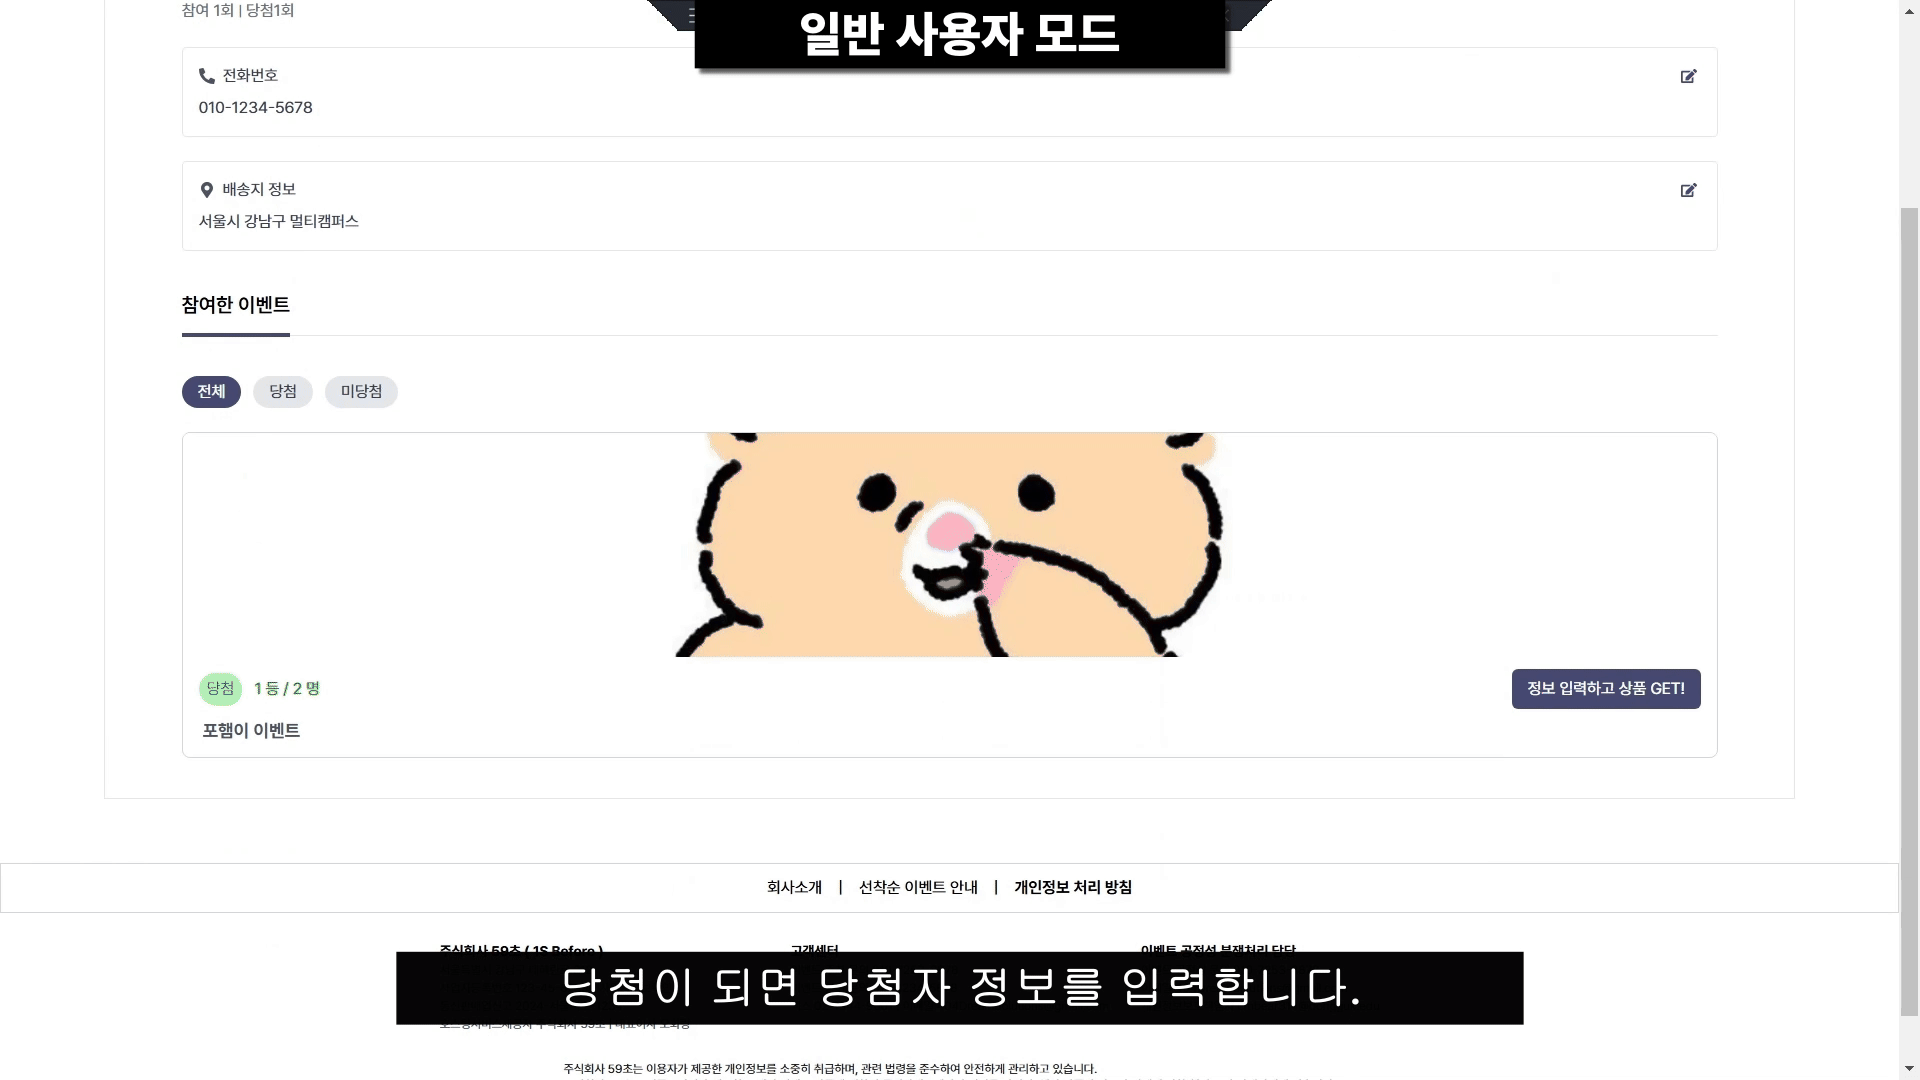 참여 1회 | 당첨1회
일반 사용자 모드
전화번호
010-1234-5678
배송지 정보
서울시 강남구 멀티캠퍼스
참여한 이벤트
전체 당첨 미당첨
당첨 1 등 / 2 명
정보 입력하고 상품 GET!
포햄이 이벤트
회사소개 | 선착순 이벤트 안내 | 개인정보 처리 방침
주식회사 59초 ( 1S Before ) 고객센터 이벤트 공정성 분쟁처리 담당
당첨이 되면 당첨자 정보를 입력합니다.
주식회사 59초는 이용자가 제공한 개인정보를 소중히 취급하며, 관련 법령을 준수하여 안전하게 관리하고 있습니다.